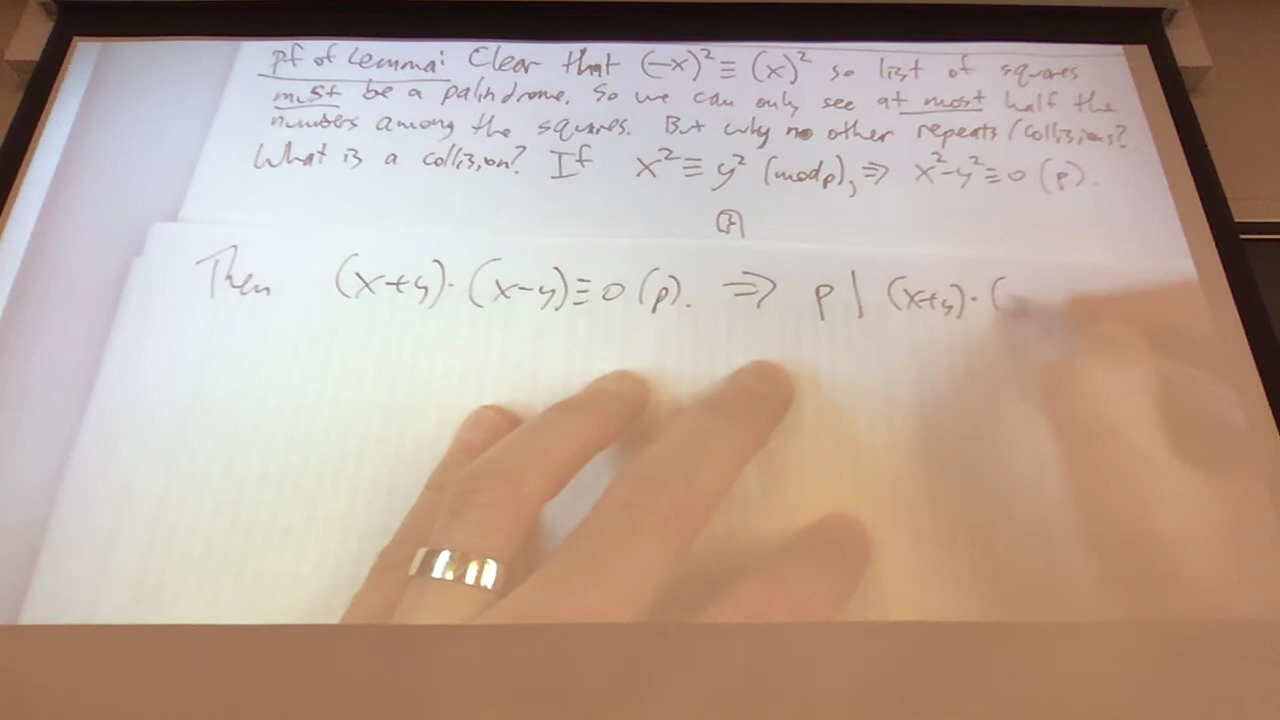 pf of Lemma: Clear that (-x)² ≡ (x)² so list of squares
must be a palindrome. So we can only see at most half the
numbers among the squares. But why no other repeats/collisions?
What is a collision? If x² ≡ y² (mod p), ⇒ x²-y² ≡ 0 (p).
7
Then (x+y)·(x-y) ≡ 0 (p). ⇒ p | (x+y)·(